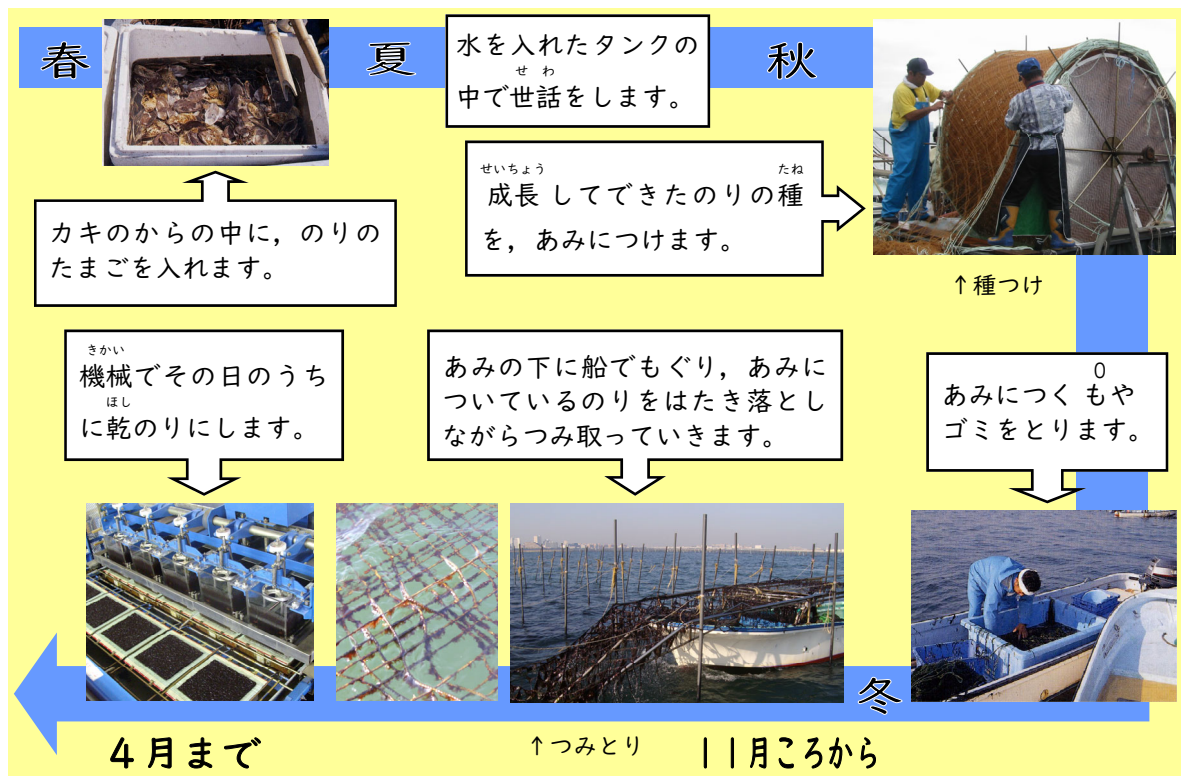 春
夏
水を入れたタンクの
せわ
中で世話をします。
秋
せいちょう たね
成長してできたのりの種
を，あみにつけます。
カキのからの中に，のりの
たまごを入れます。
↑種つけ
0
あみにつく もや
ゴミをとります。
あみの下に船でもぐり，あみに
ついているのりをはたき落とし
ながらつみ取っていきます。
きかい
機械でその日のうち
ほし
に乾のりにします。
冬
11月ころから
↑つみとり
4月まで